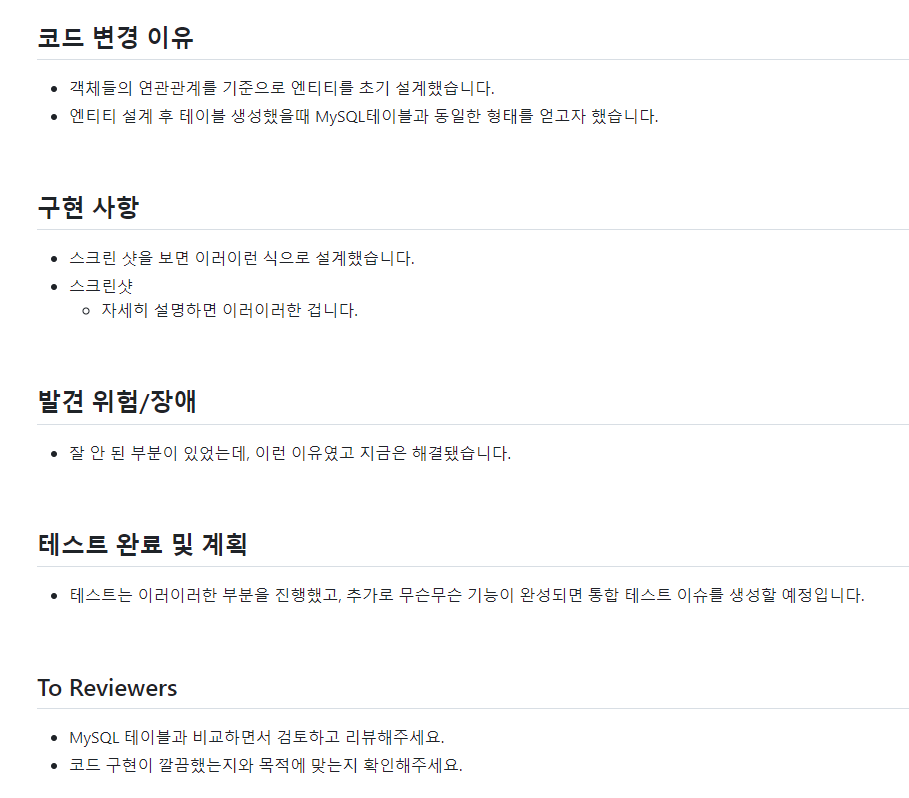 코드 변경 이유
객체들의 연관관계를 기준으로 엔티티를 초기 설계했습니다.
엔티티 설계 후 테이블 생성했을때 MySQL테이블과 동일한 형태를 얻고자 했습니다.
구현 사항
스크린 샷을 보면 이러이런 식으로 설계했습니다.
스크린샷
자세히 설명하면 이러이러한 겁니다.
발견 위험/장애
잘 안 된 부분이 있었는데, 이런 이유였고 지금은 해결됐습니다.
테스트 완료 및 계획
테스트는 이러이러한 부분을 진행했고, 추가로 무슨무슨 기능이 완성되면 통합 테스트 이슈를 생성할 예정입니다.
To Reviewers
MySQL 테이블과 비교하면서 검토하고 리뷰해주세요.
코드 구현이 깔끔했는지와 목적에 맞는지 확인해주세요.